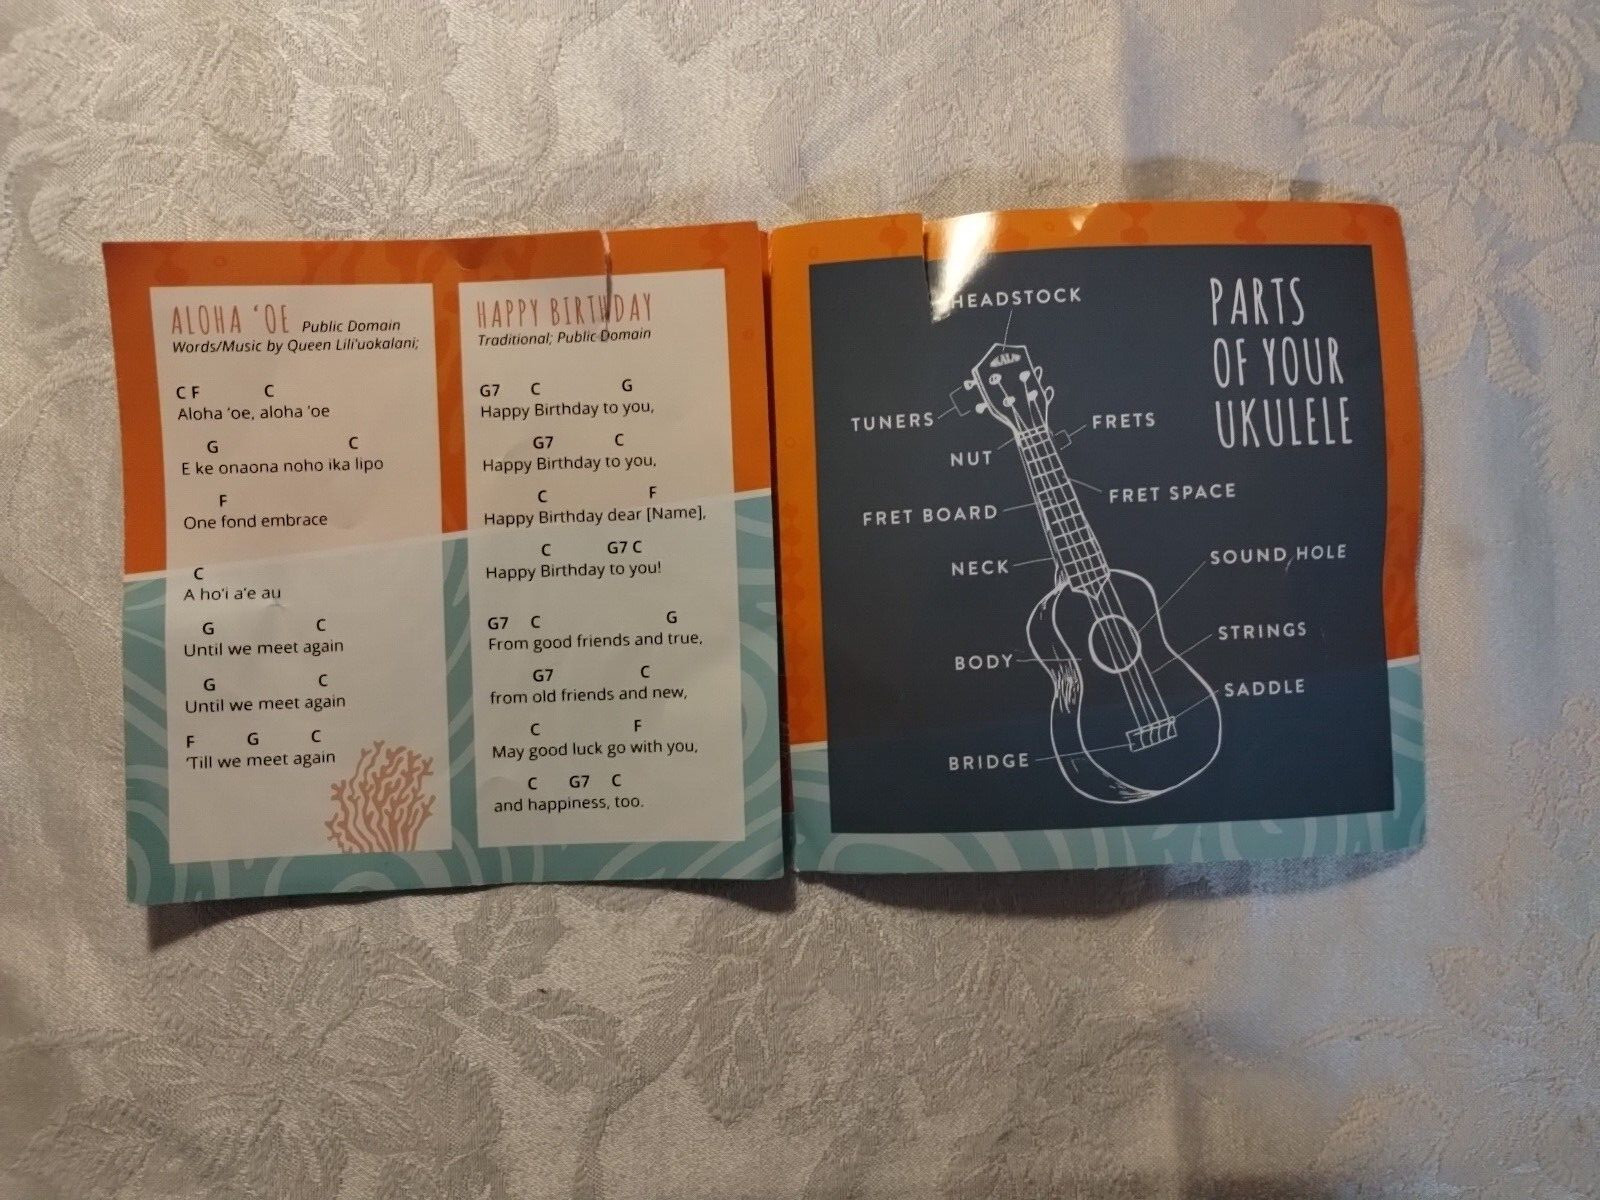 ALOHA ‘OE Public Domain
Words/Music by Queen Lili'uokalani;
C F C
Aloha ‘oe, aloha ‘oe
G C
E ke onaona noho ika lipo
F
One fond embrace
C
A ho‘i a‘e au
G C
Until we meet again
G C
Until we meet again
F G C
‘Till we meet again
HAPPY BIRTHDAY
Traditional; Public Domain
G7 C G
Happy Birthday to you,
G7 C
Happy Birthday to you,
C F
Happy Birthday dear [Name],
C G7 C
Happy Birthday to you!
G7 C G
From good friends and true,
G7 C
from old friends and new,
C F
May good luck go with you,
C G7 C
and happiness, too.
PARTS
OF YOUR
UKULELE
HEADSTOCK
KALA
TUNERS
FRETS
NUT
FRET SPACE
FRET BOARD
SOUND HOLE
NECK
STRINGS
BODY
SADDLE
BRIDGE